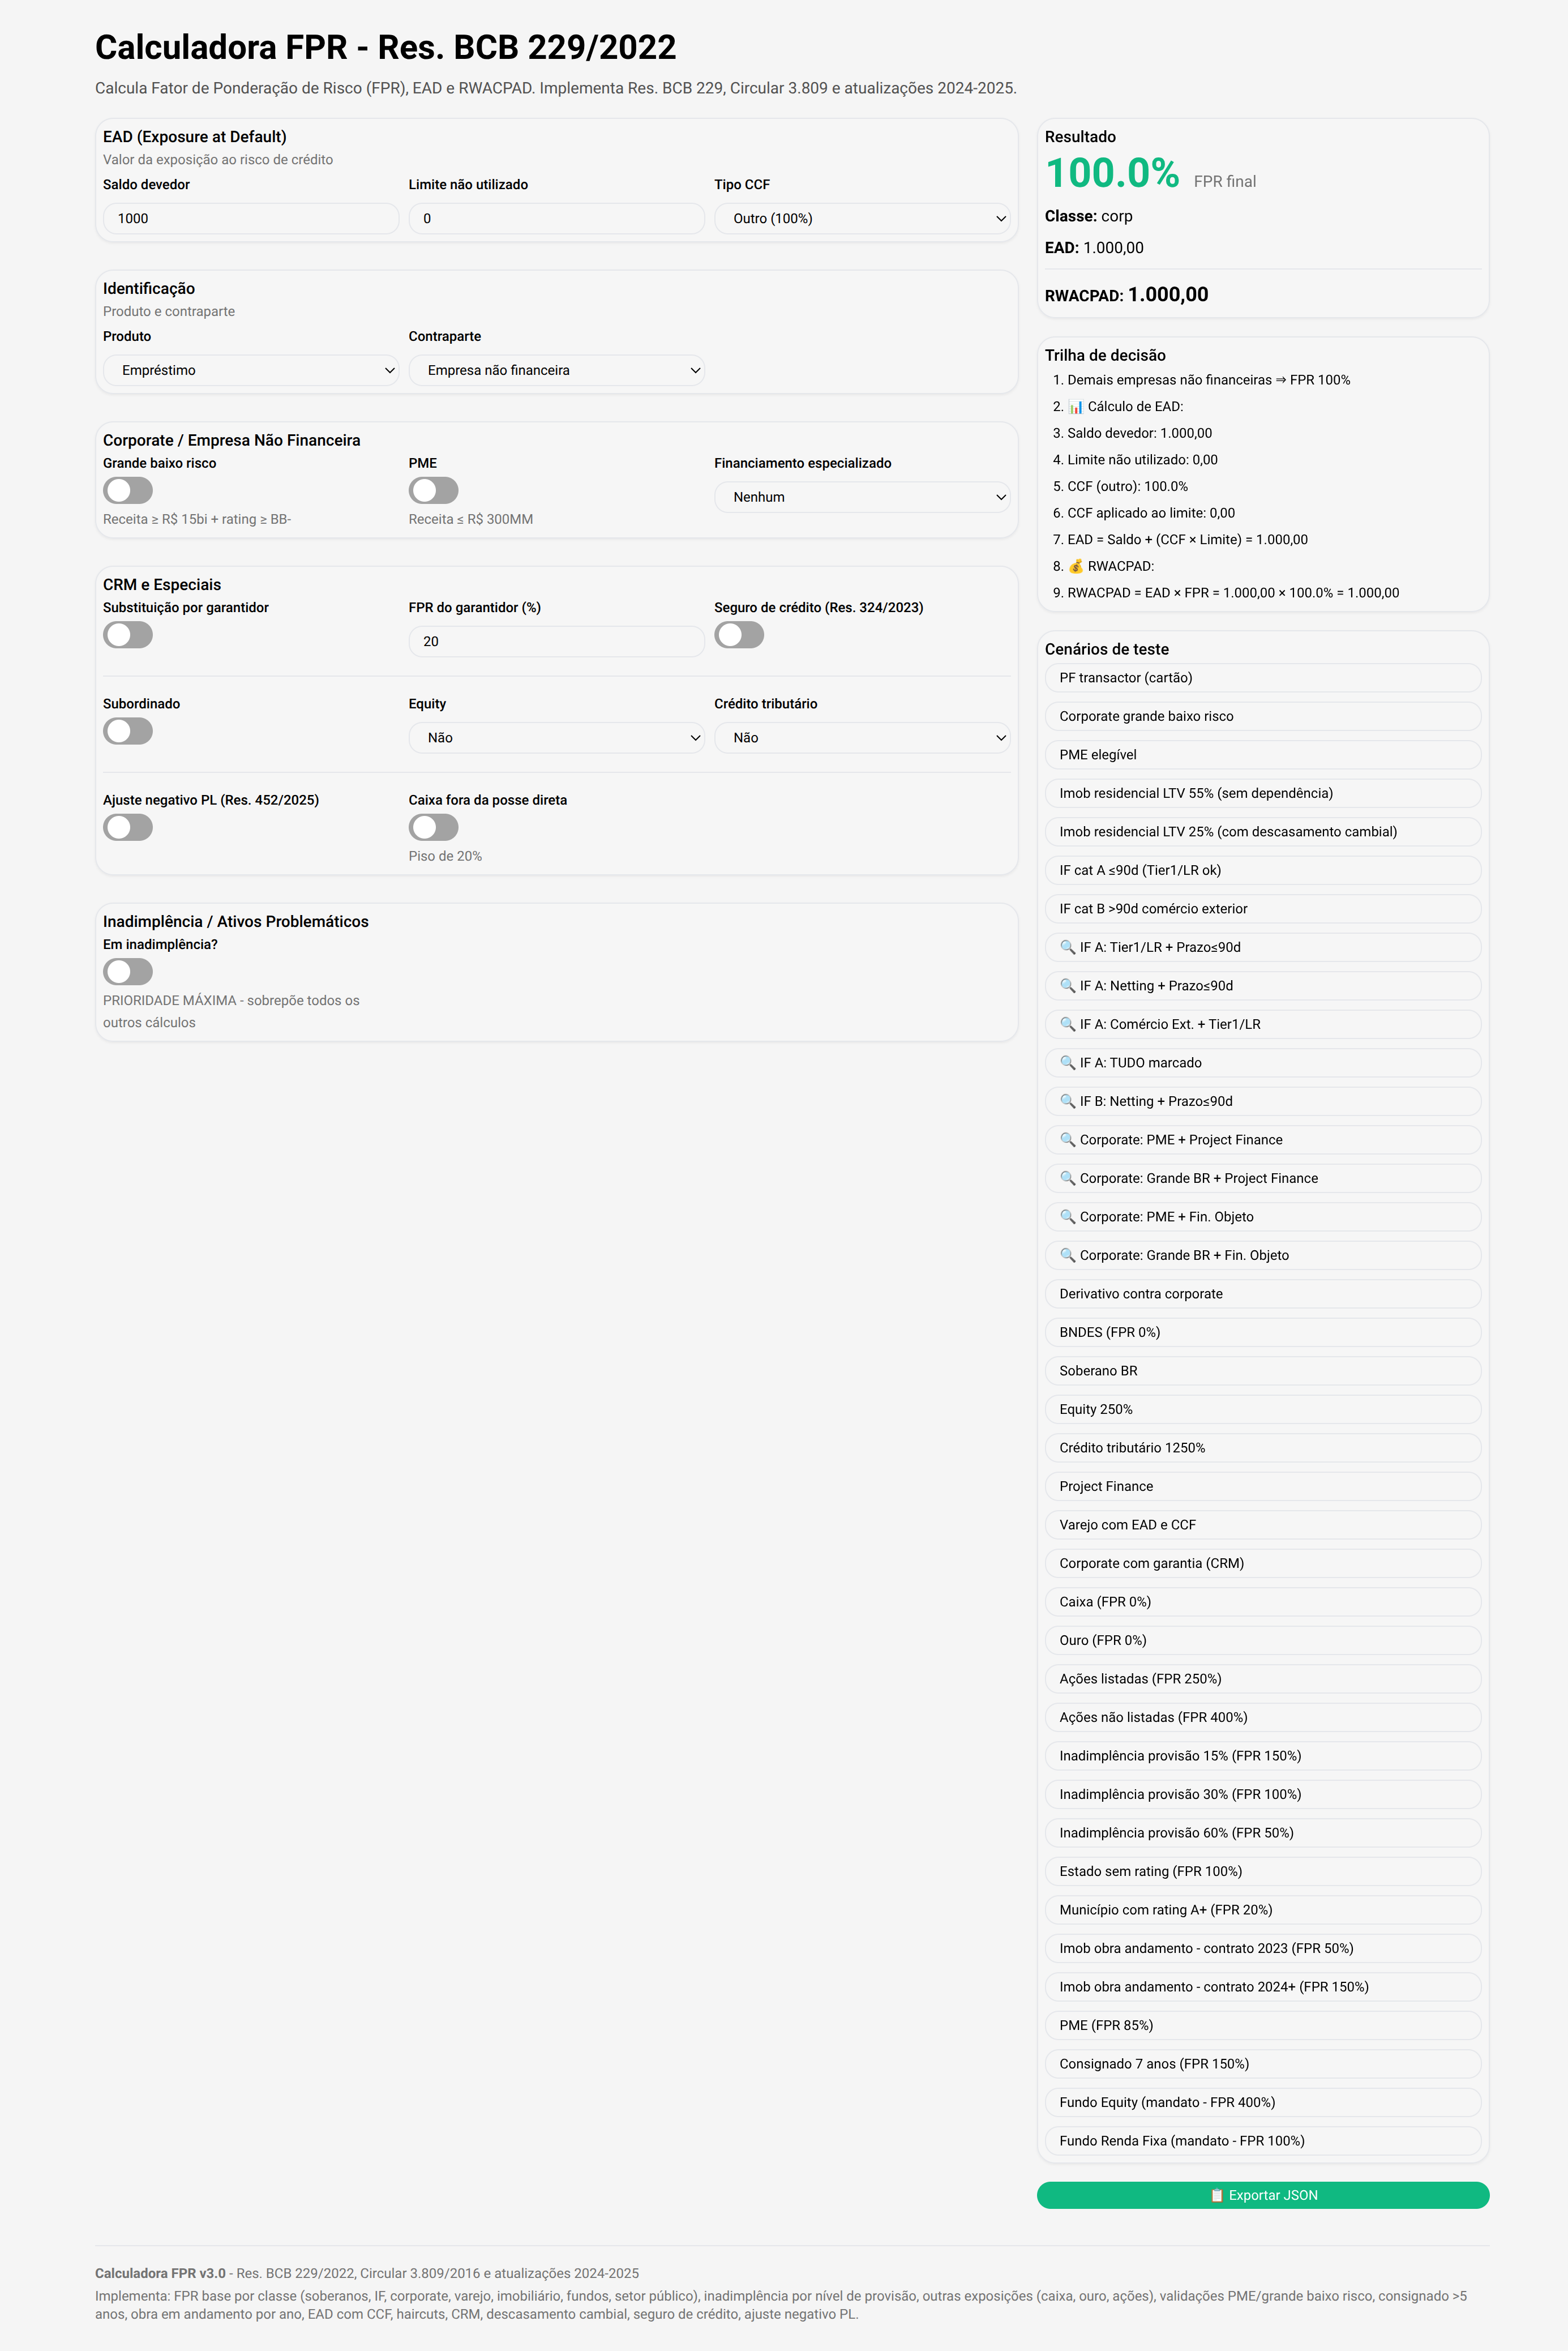 Calculadora FPR - Res. BCB 229/2022
Calcula Fator de Ponderação de Risco (FPR), EAD e RWACPAD. Implementa Res. BCB 229, Circular 3.809 e atualizações 2024-2025.
EAD (Exposure at Default)
Valor da exposição ao risco de crédito
Saldo devedor
Limite não utilizado
Tipo CCF
1000
0
Outro (100%)
Identificação
Produto e contraparte
Produto
Contraparte
Empréstimo
Empresa não financeira
Corporate / Empresa Não Financeira
Grande baixo risco
PME
Financiamento especializado
Nenhum
Receita ≥ R$ 15bi + rating ≥ BB-
Receita ≤ R$ 300MM
CRM e Especiais
Substituição por garantidor
FPR do garantidor (%)
Seguro de crédito (Res. 324/2023)
20
Subordinado
Equity
Crédito tributário
Não
Não
Ajuste negativo PL (Res. 452/2025)
Caixa fora da posse direta
Piso de 20%
Inadimplência / Ativos Problemáticos
Em inadimplência?
PRIORIDADE MÁXIMA - sobrepõe todos os
outros cálculos
Resultado
100.0% FPR final
Classe: corp
EAD: 1.000,00
RWACPAD: 1.000,00
Trilha de decisão
1. Demais empresas não financeiras ⇒ FPR 100%
2. 📊 Cálculo de EAD:
3. Saldo devedor: 1.000,00
4. Limite não utilizado: 0,00
5. CCF (outro): 100.0%
6. CCF aplicado ao limite: 0,00
7. EAD = Saldo + (CCF × Limite) = 1.000,00
8. 💰 RWACPAD:
9. RWACPAD = EAD × FPR = 1.000,00 × 100.0% = 1.000,00
Cenários de teste
PF transactor (cartão)
Corporate grande baixo risco
PME elegível
Imob residencial LTV 55% (sem dependência)
Imob residencial LTV 25% (com descasamento cambial)
IF cat A ≤90d (Tier1/LR ok)
IF cat B >90d comércio exterior
🔍 IF A: Tier1/LR + Prazo≤90d
🔍 IF A: Netting + Prazo≤90d
🔍 IF A: Comércio Ext. + Tier1/LR
🔍 IF A: TUDO marcado
🔍 IF B: Netting + Prazo≤90d
🔍 Corporate: PME + Project Finance
🔍 Corporate: Grande BR + Project Finance
🔍 Corporate: PME + Fin. Objeto
🔍 Corporate: Grande BR + Fin. Objeto
Derivativo contra corporate
BNDES (FPR 0%)
Soberano BR
Equity 250%
Crédito tributário 1250%
Project Finance
Varejo com EAD e CCF
Corporate com garantia (CRM)
Caixa (FPR 0%)
Ouro (FPR 0%)
Ações listadas (FPR 250%)
Ações não listadas (FPR 400%)
Inadimplência provisão 15% (FPR 150%)
Inadimplência provisão 30% (FPR 100%)
Inadimplência provisão 60% (FPR 50%)
Estado sem rating (FPR 100%)
Município com rating A+ (FPR 20%)
Imob obra andamento - contrato 2023 (FPR 50%)
Imob obra andamento - contrato 2024+ (FPR 150%)
PME (FPR 85%)
Consignado 7 anos (FPR 150%)
Fundo Equity (mandato - FPR 400%)
Fundo Renda Fixa (mandato - FPR 100%)
📋 Exportar JSON
Calculadora FPR v3.0 - Res. BCB 229/2022, Circular 3.809/2016 e atualizações 2024-2025
Implementa: FPR base por classe (soberanos, IF, corporate, varejo, imobiliário, fundos, setor público), inadimplência por nível de provisão, outras exposições (caixa, ouro, ações), validações PME/grande baixo risco, consignado >5
anos, obra em andamento por ano, EAD com CCF, haircuts, CRM, descasamento cambial, seguro de crédito, ajuste negativo PL.